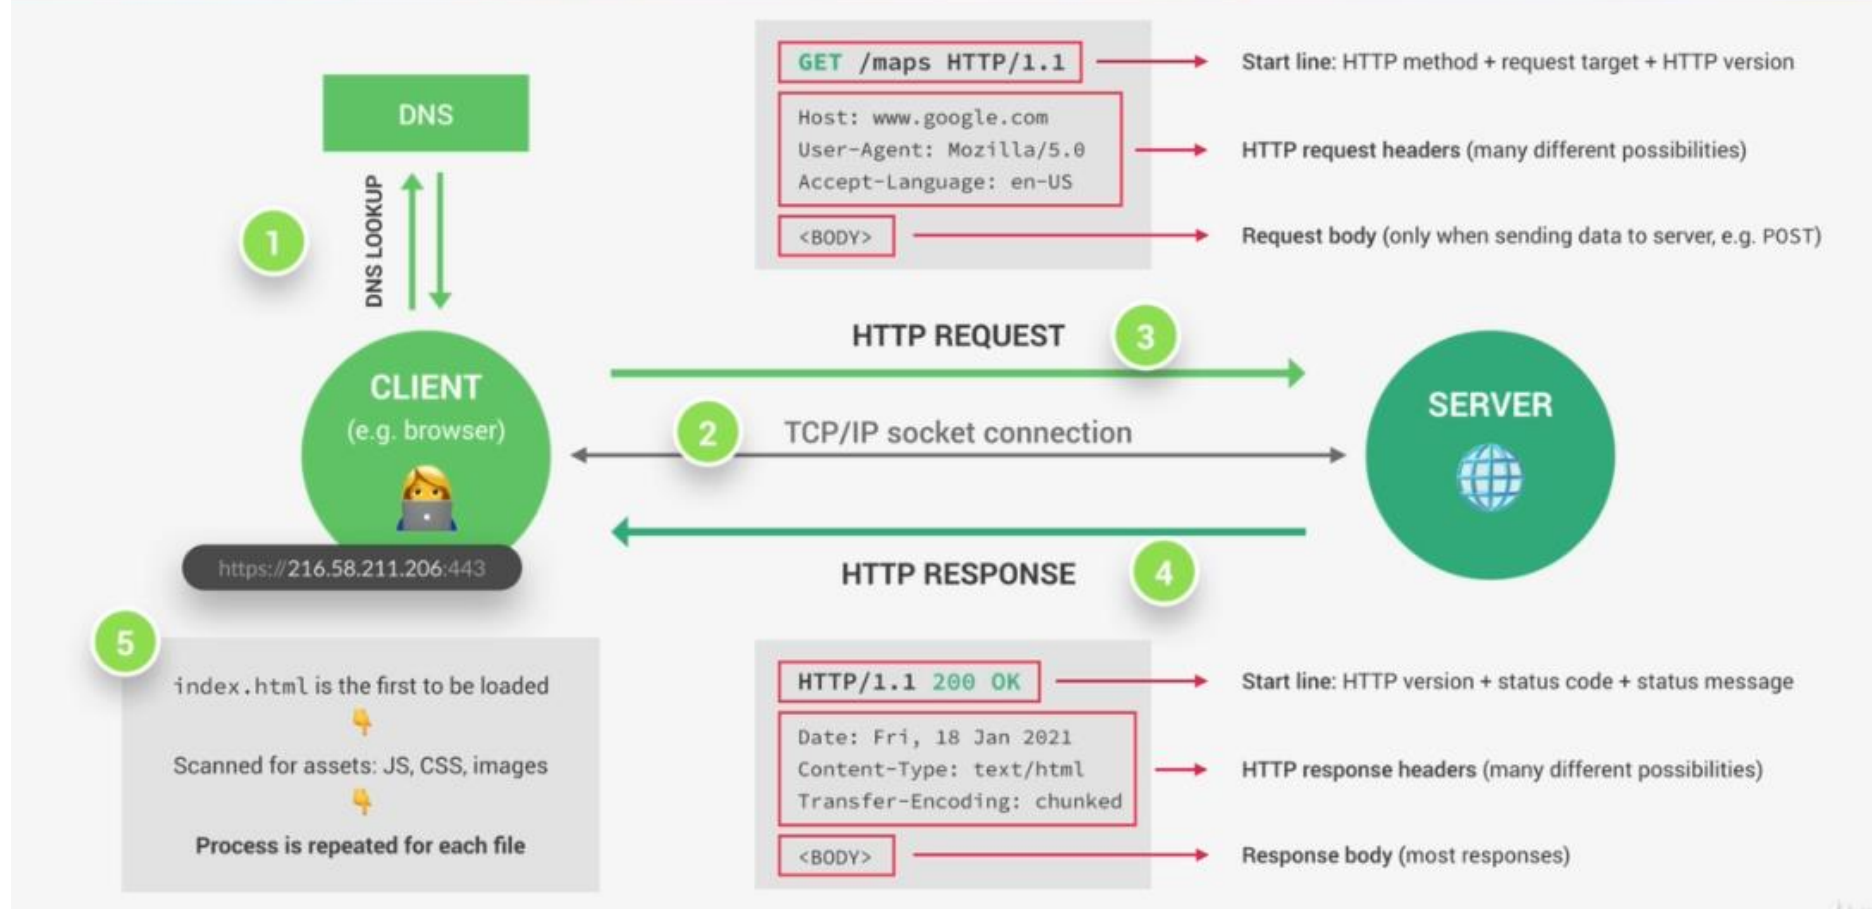 DNS
1
DNS LOOKUP
CLIENT
(e.g. browser)
https://216.58.211.206:443
GET /maps HTTP/1.1
Start line: HTTP method + request target + HTTP version
Host: www.google.com
User-Agent: Mozilla/5.0
Accept-Language: en-US
HTTP request headers (many different possibilities)
<BODY>
Request body (only when sending data to server, e.g. POST)
HTTP REQUEST
3
2
TCP/IP socket connection
SERVER
HTTP RESPONSE
4
5
index.html is the first to be loaded
Scanned for assets: JS, CSS, images
Process is repeated for each file
HTTP/1.1 200 OK
Start line: HTTP version + status code + status message
Date: Fri, 18 Jan 2021
Content-Type: text/html
Transfer-Encoding: chunked
HTTP response headers (many different possibilities)
<BODY>
Response body (most responses)